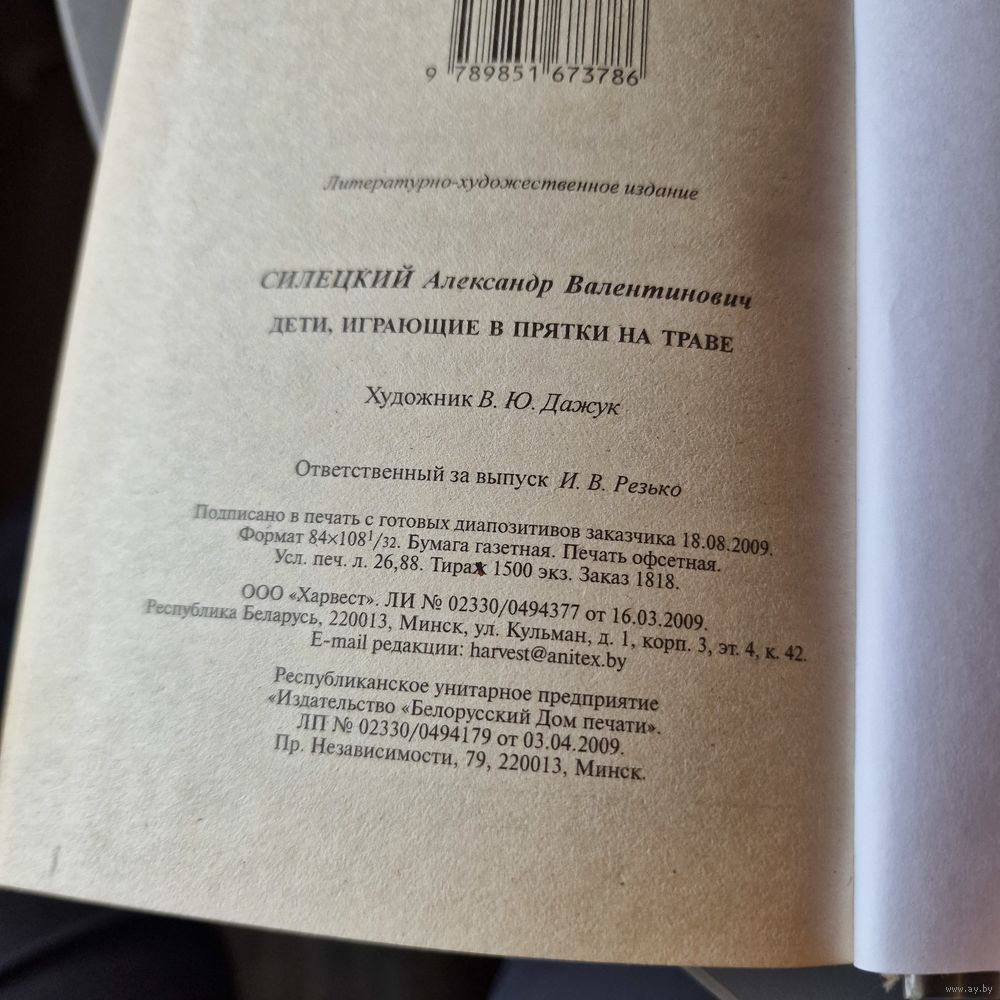 9 789851 673786
Литературно-художественное издание
СИЛЕЦКИЙ Александр Валентинович
ДЕТИ, ИГРАЮЩИЕ В ПРЯТКИ НА ТРАВЕ
Художник В. Ю. Дажук
Ответственный за выпуск И. В. Резько
Подписано в печать с готовых диапозитивов заказчика 18.08.2009.
Формат 84×108¹/₃₂. Бумага газетная. Печать офсетная.
Усл. печ. л. 26,88. Тираж 1500 экз. Заказ 1818.
ООО «Харвест». ЛИ № 02330/0494377 от 16.03.2009.
Республика Беларусь, 220013, Минск, ул. Кульман, д. 1, корп. 3, эт. 4, к. 42.
E-mail редакции: harvest@anitex.by
Республиканское унитарное предприятие
«Издательство «Белорусский Дом печати».
ЛП № 02330/0494179 от 03.04.2009.
Пр. Независимости, 79, 220013, Минск.
www.ay.by